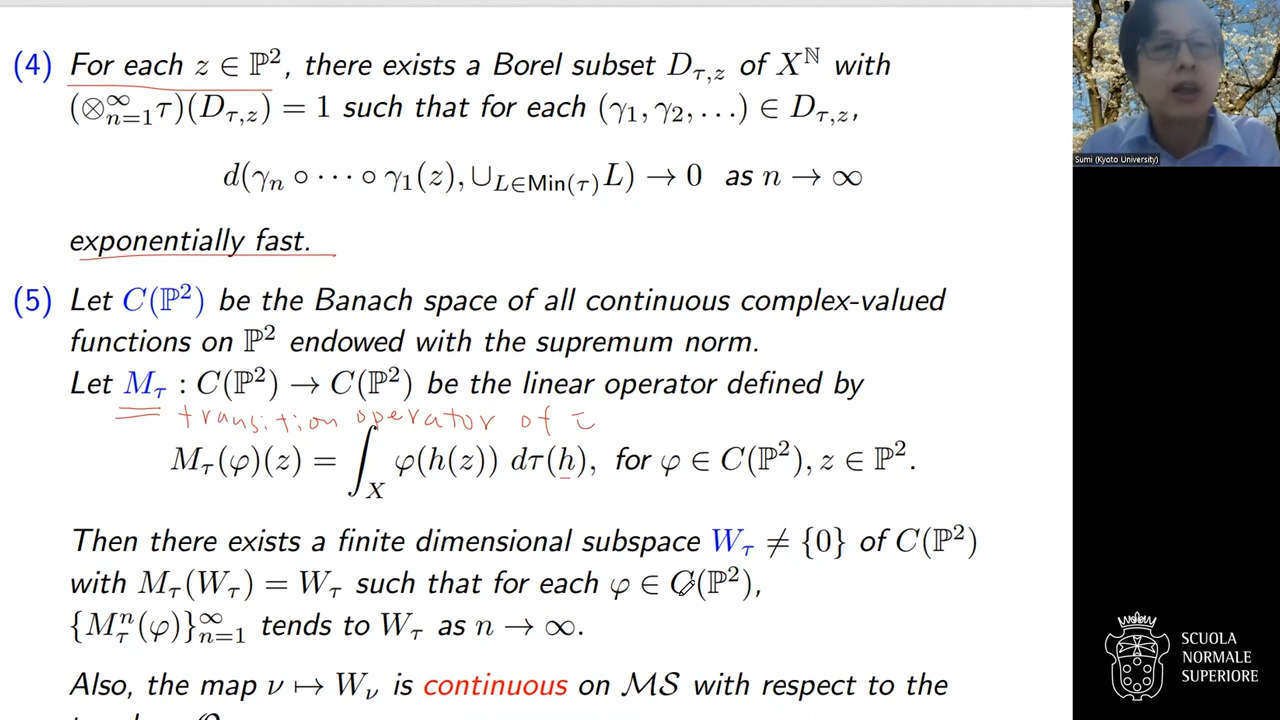 (4) For each z ∈ ℙ², there exists a Borel subset D_{τ,z} of X^ℕ with
(⊗_{n=1}^∞ τ)(D_{τ,z}) = 1 such that for each (γ₁, γ₂, …) ∈ D_{τ,z},
d(γₙ ∘ ⋯ ∘ γ₁(z), ∪_{L∈Min(τ)} L) → 0 as n → ∞
exponentially fast.
(5) Let C(ℙ²) be the Banach space of all continuous complex-valued
functions on ℙ² endowed with the supremum norm.
Let M_τ : C(ℙ²) → C(ℙ²) be the linear operator defined by
transition operator of τ
M_τ(φ)(z) = ∫_X φ(h(z)) dτ(h), for φ ∈ C(ℙ²), z ∈ ℙ².
Then there exists a finite dimensional subspace W_τ ≠ {0} of C(ℙ²)
with M_τ(W_τ) = W_τ such that for each φ ∈ C(ℙ²),
{M_τ^n(φ)}_{n=1}^∞ tends to W_τ as n → ∞.
Also, the map ν ↦ W_ν is continuous on ℳ𝒮 with respect to the
Sumi (Kyoto University)
SCUOLA
NORMALE
SUPERIORE